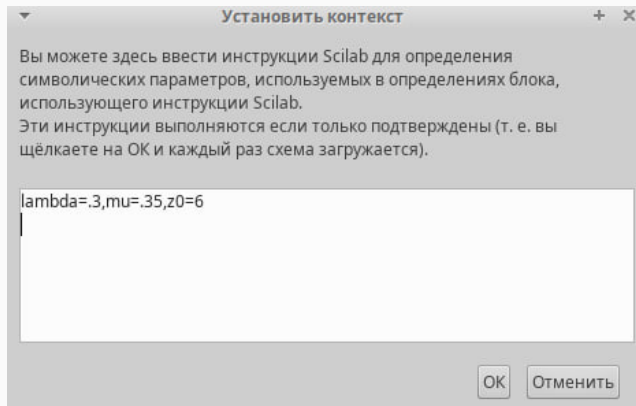 Установить контекст
Вы можете здесь ввести инструкции Scilab для определения
символических параметров, используемых в определениях блока,
использующего инструкции Scilab.
Эти инструкции выполняются если только подтверждены (т. е. вы
щёлкаете на ОК и каждый раз схема загружается).
lambda=.3,mu=.35,z0=6
ОК Отменить